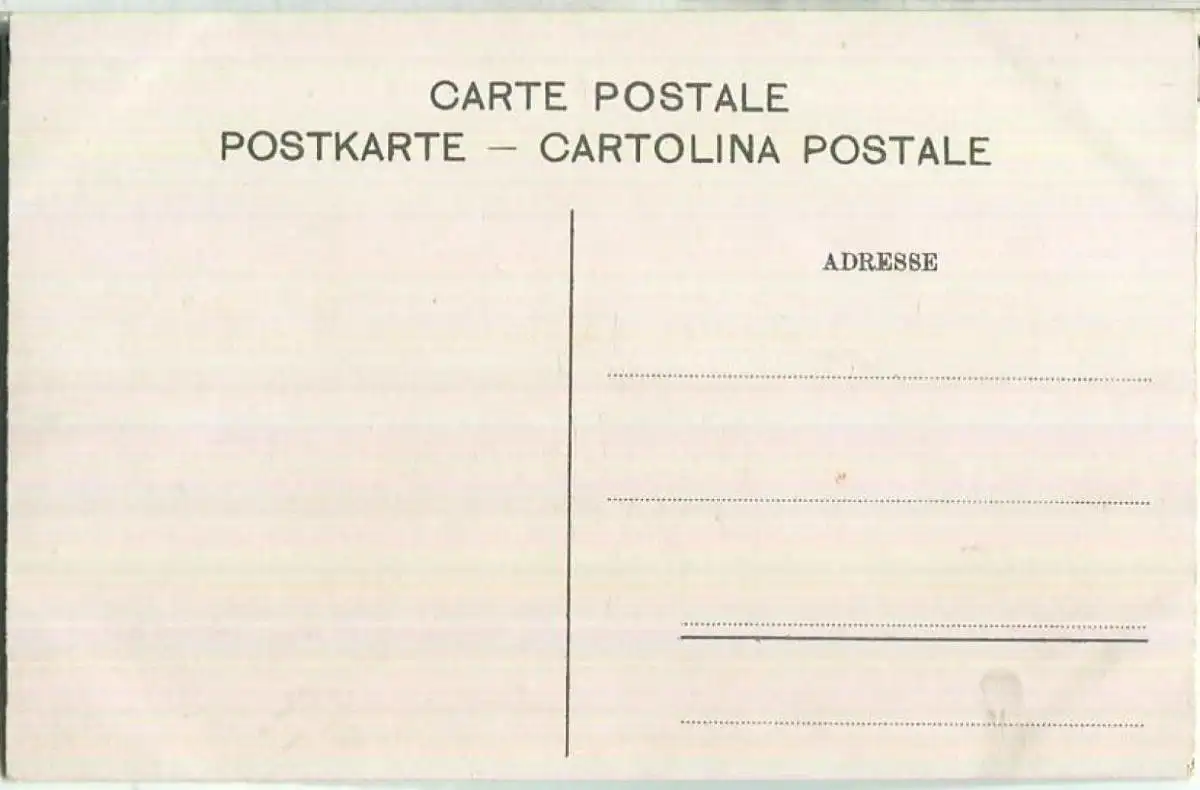 CARTE POSTALE
POSTKARTE — CARTOLINA POSTALE
ADRESSE